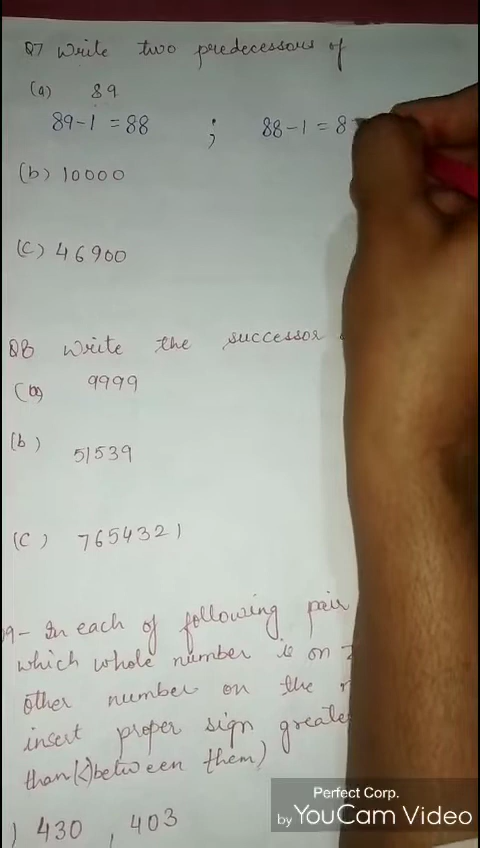 Q7 Write two predecessors of
(a) 89
89-1 = 88 ; 88-1 = 87
(b) 10000
(C) 46900
Q8 Write the successor
(a) 9999
(b) 51539
(C) 7654321
9- In each of following pair
which whole number is on
other number on the
insert proper sign greate
than(<)between them)
) 430 , 403
Perfect Corp.
by YouCam Video